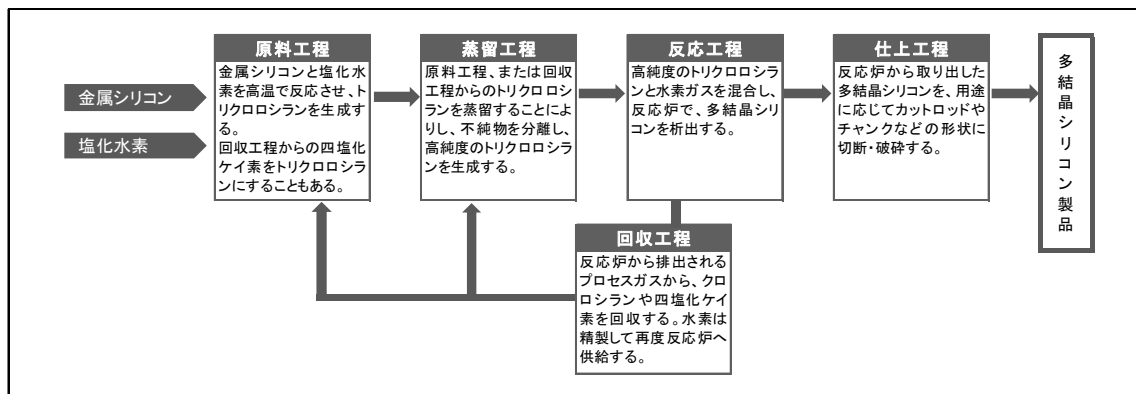 金属シリコン
塩化水素
原料工程
金属シリコンと塩化水
素を高温で反応させ、ト
リクロロシランを生成す
る。
回収工程からの四塩化
ケイ素をトリクロロシラ
ンにすることもある。
蒸留工程
原料工程、または回収
工程からのトリクロロシ
ランを蒸留することによ
りし、不純物を分離し、
高純度のトリクロロシラ
ンを生成する。
反応工程
高純度のトリクロロシラ
ンと水素ガスを混合し、
反応炉で、多結晶シリ
コンを析出する。
仕上工程
反応炉から取り出した
多結晶シリコンを、用途
に応じてカットロッドや
チャンクなどの形状に
切断・破砕する。
多結晶シリコン製品
回収工程
反応炉から排出される
プロセスガスから、クロ
ロシランや四塩化ケイ
素を回収する。水素は
精製して再度反応炉へ
供給する。